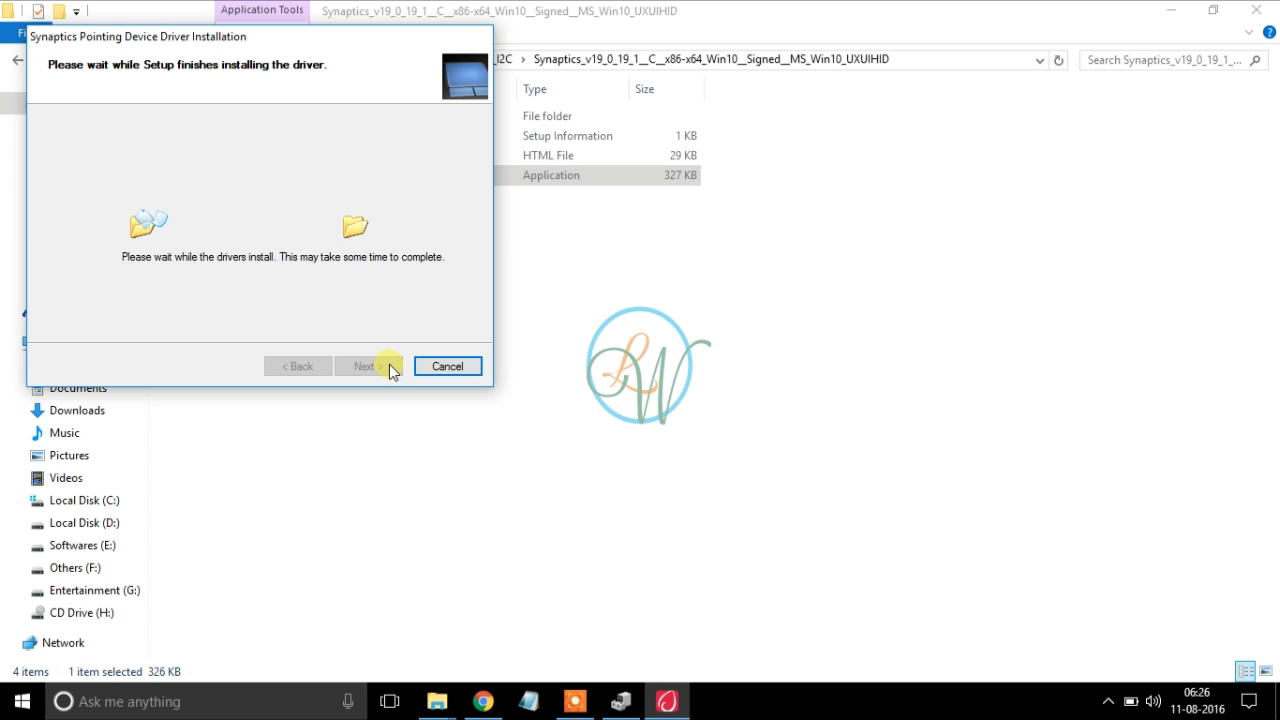 Application Tools
Synaptics_v19_0_19_1__C__x86-x64_Win10__Signed__MS_Win10_UXUIHID
Synaptics Pointing Device Driver Installation
Please wait while Setup finishes installing the driver.
Please wait while the drivers install. This may take some time to complete.
< Back
Next >
Cancel
_I2C > Synaptics_v19_0_19_1__C__x86-x64_Win10__Signed__MS_Win10_UXUIHID
Search Synaptics_v19_0_19_1_...
Type
Size
File folder
Setup Information 1 KB
HTML File 29 KB
Application 327 KB
LW
Documents
Downloads
Music
Pictures
Videos
Local Disk (C:)
Local Disk (D:)
Softwares (E:)
Others (F:)
Entertainment (G:)
CD Drive (H:)
Network
4 items 1 item selected 326 KB
Ask me anything
06:26
11-08-2016